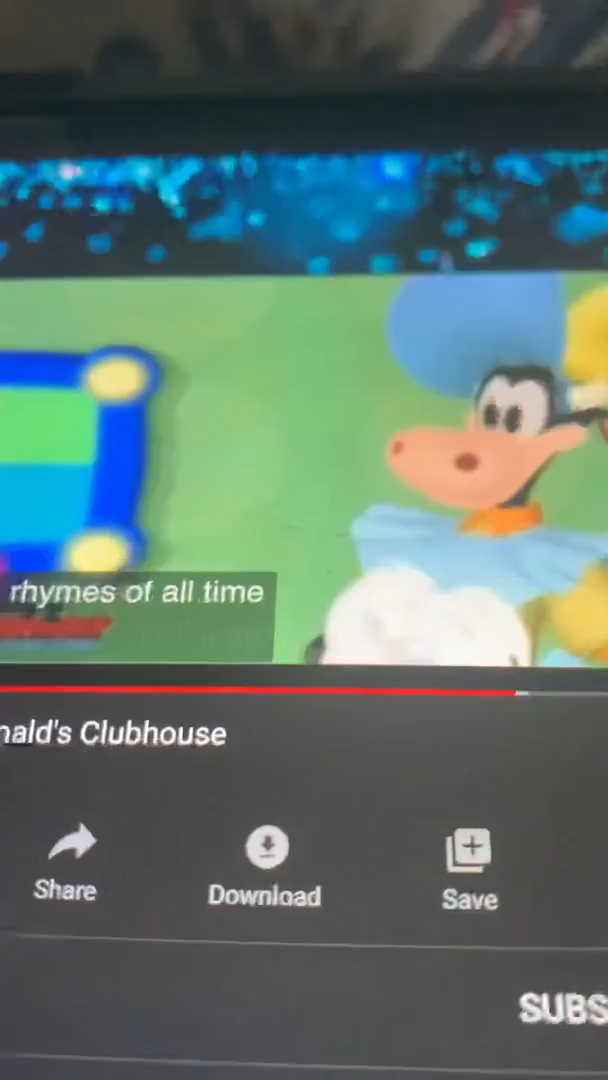 rhymes of all time
nald's Clubhouse
Share
Download
Save
SUBS